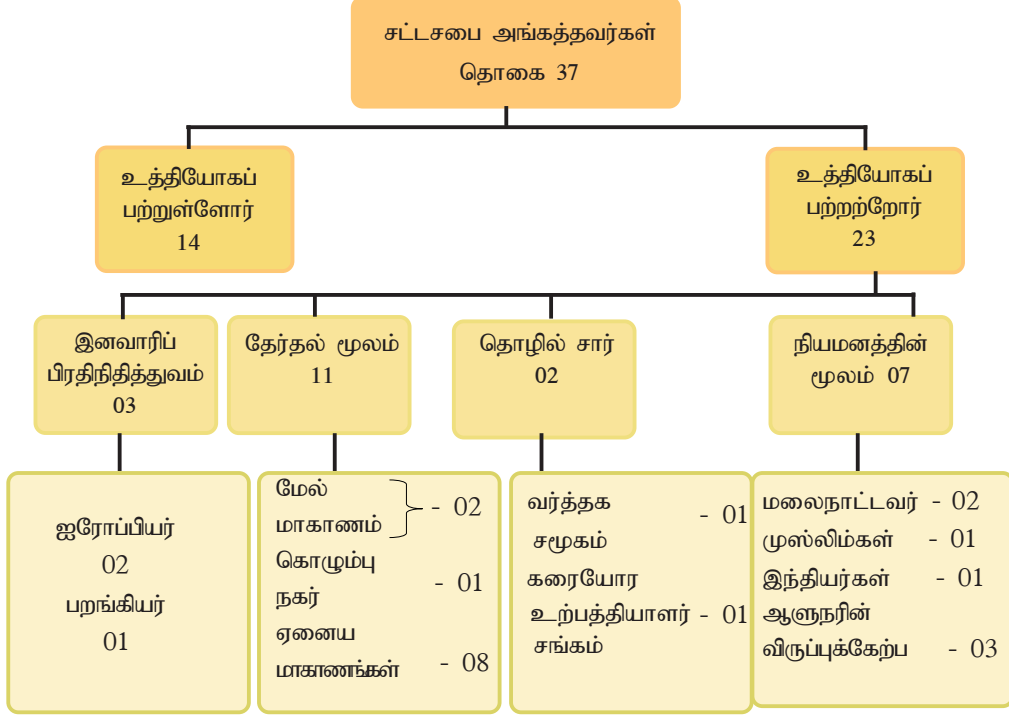 சட்டசபை அங்கத்தவர்கள்
தொகை 37
உத்தியோகப்
பற்றுள்ளோர்
14
உத்தியோகப்
பற்றற்றோர்
23
இனவாரிப்
பிரதிநிதித்துவம்
03
தேர்தல் மூலம்
11
தொழில் சார்
02
நியமனத்தின்
மூலம் 07
ஐரோப்பியர்
02
பறங்கியர்
01
மேல்
மாகாணம் - 02
கொழும்பு
நகர் - 01
ஏனைய
மாகாணங்கள் - 08
வர்த்தக
சமூகம் - 01
கரையோர
உற்பத்தியாளர் - 01
சங்கம்
மலைநாட்டவர் - 02
முஸ்லிம்கள் - 01
இந்தியர்கள் - 01
ஆளுநரின்
விருப்புக்கேற்ப - 03